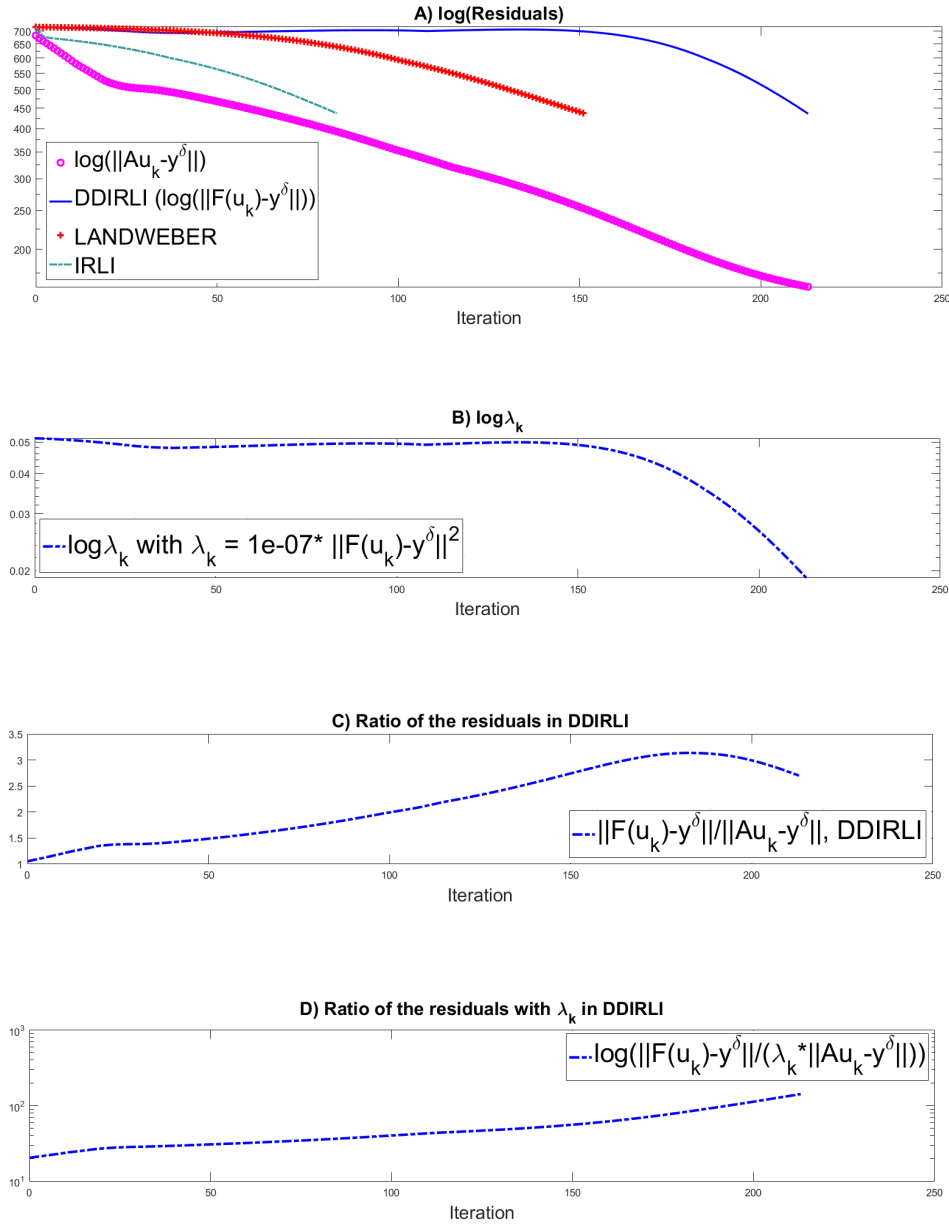 A) log(Residuals)
700
650
600
550
500
450
400
350
300
250
200
log(||Au_k-y^δ||)
DDIRLI (log(||F(u_k)-y^δ||))
LANDWEBER
IRLI
0 50 100 150 200 250
Iteration
B) logλ_k
0.05
0.04
0.03
0.02
logλ_k with λ_k = 1e-07* ||F(u_k)-y^δ||^2
0 50 100 150 200 250
Iteration
C) Ratio of the residuals in DDIRLI
3.5
3
2.5
2
1.5
1
||F(u_k)-y^δ||/||Au_k-y^δ||, DDIRLI
0 50 100 150 200 250
Iteration
D) Ratio of the residuals with λ_k in DDIRLI
10^3
10^2
10^1
log(||F(u_k)-y^δ||/(λ_k*||Au_k-y^δ||))
0 50 100 150 200 250
Iteration